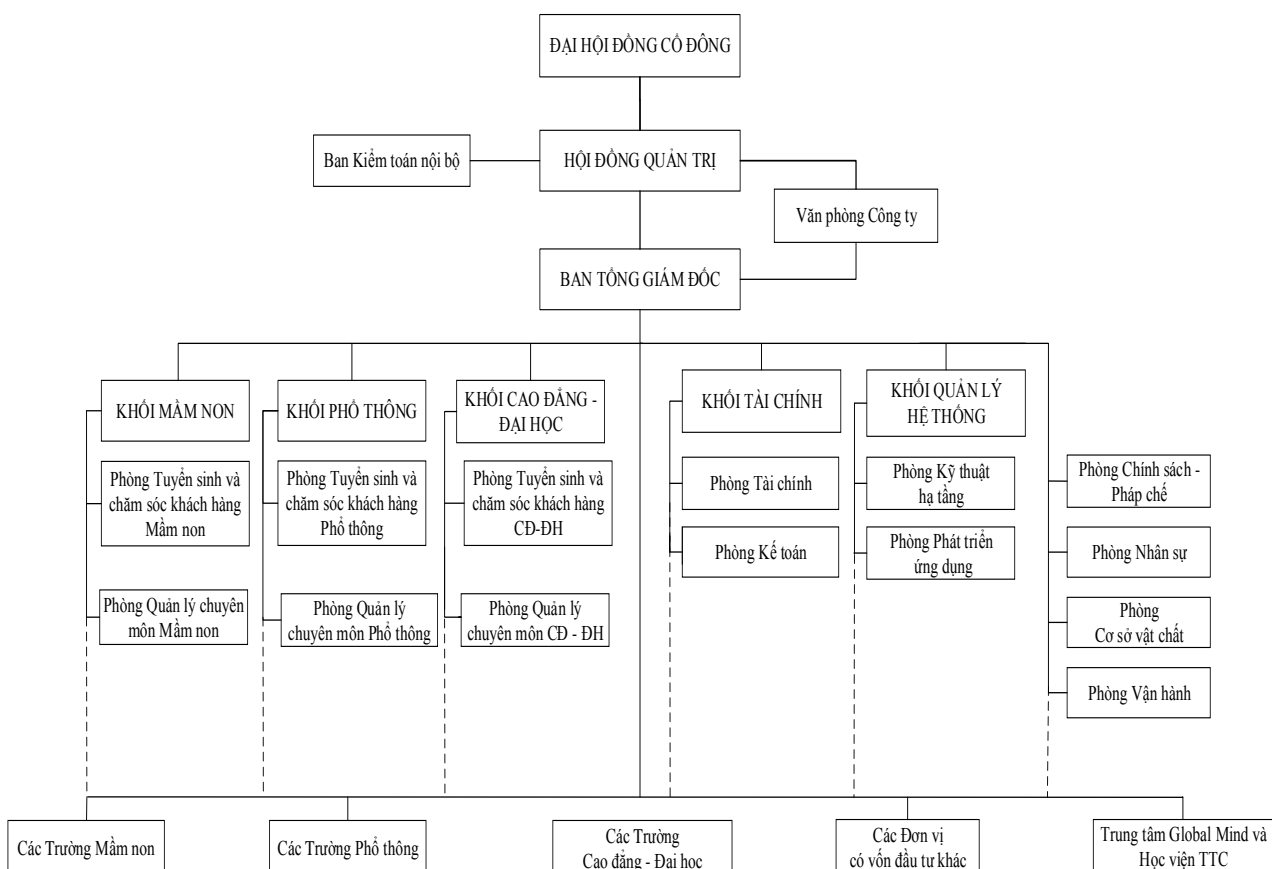 ĐẠI HỘI ĐỒNG CỔ ĐÔNG
Ban Kiểm toán nội bộ
HỘI ĐỒNG QUẢN TRỊ
Văn phòng Công ty
BAN TỔNG GIÁM ĐỐC
KHỐI MẦM NON
KHỐI PHỔ THÔNG
KHỐI CAO ĐẲNG -
ĐẠI HỌC
KHỐI TÀI CHÍNH
KHỐI QUẢN LÝ
HỆ THỐNG
Phòng Tuyển sinh và
chăm sóc khách hàng
Mầm non
Phòng Tuyển sinh và
chăm sóc khách hàng
Phổ thông
Phòng Tuyển sinh và
chăm sóc khách hàng
CĐ-ĐH
Phòng Tài chính
Phòng Kỹ thuật
hạ tầng
Phòng Chính sách -
Pháp chế
Phòng Kế toán
Phòng Phát triển
ứng dụng
Phòng Nhân sự
Phòng Quản lý chuyên
môn Mầm non
Phòng Quản lý
chuyên môn Phổ thông
Phòng Quản lý
chuyên môn CĐ - ĐH
Phòng
Cơ sở vật chất
Phòng Vận hành
Các Trường Mầm non
Các Trường Phổ thông
Các Trường
Cao đẳng - Đại học
Các Đơn vị
có vốn đầu tư khác
Trung tâm Global Mind và
Học viện TTC